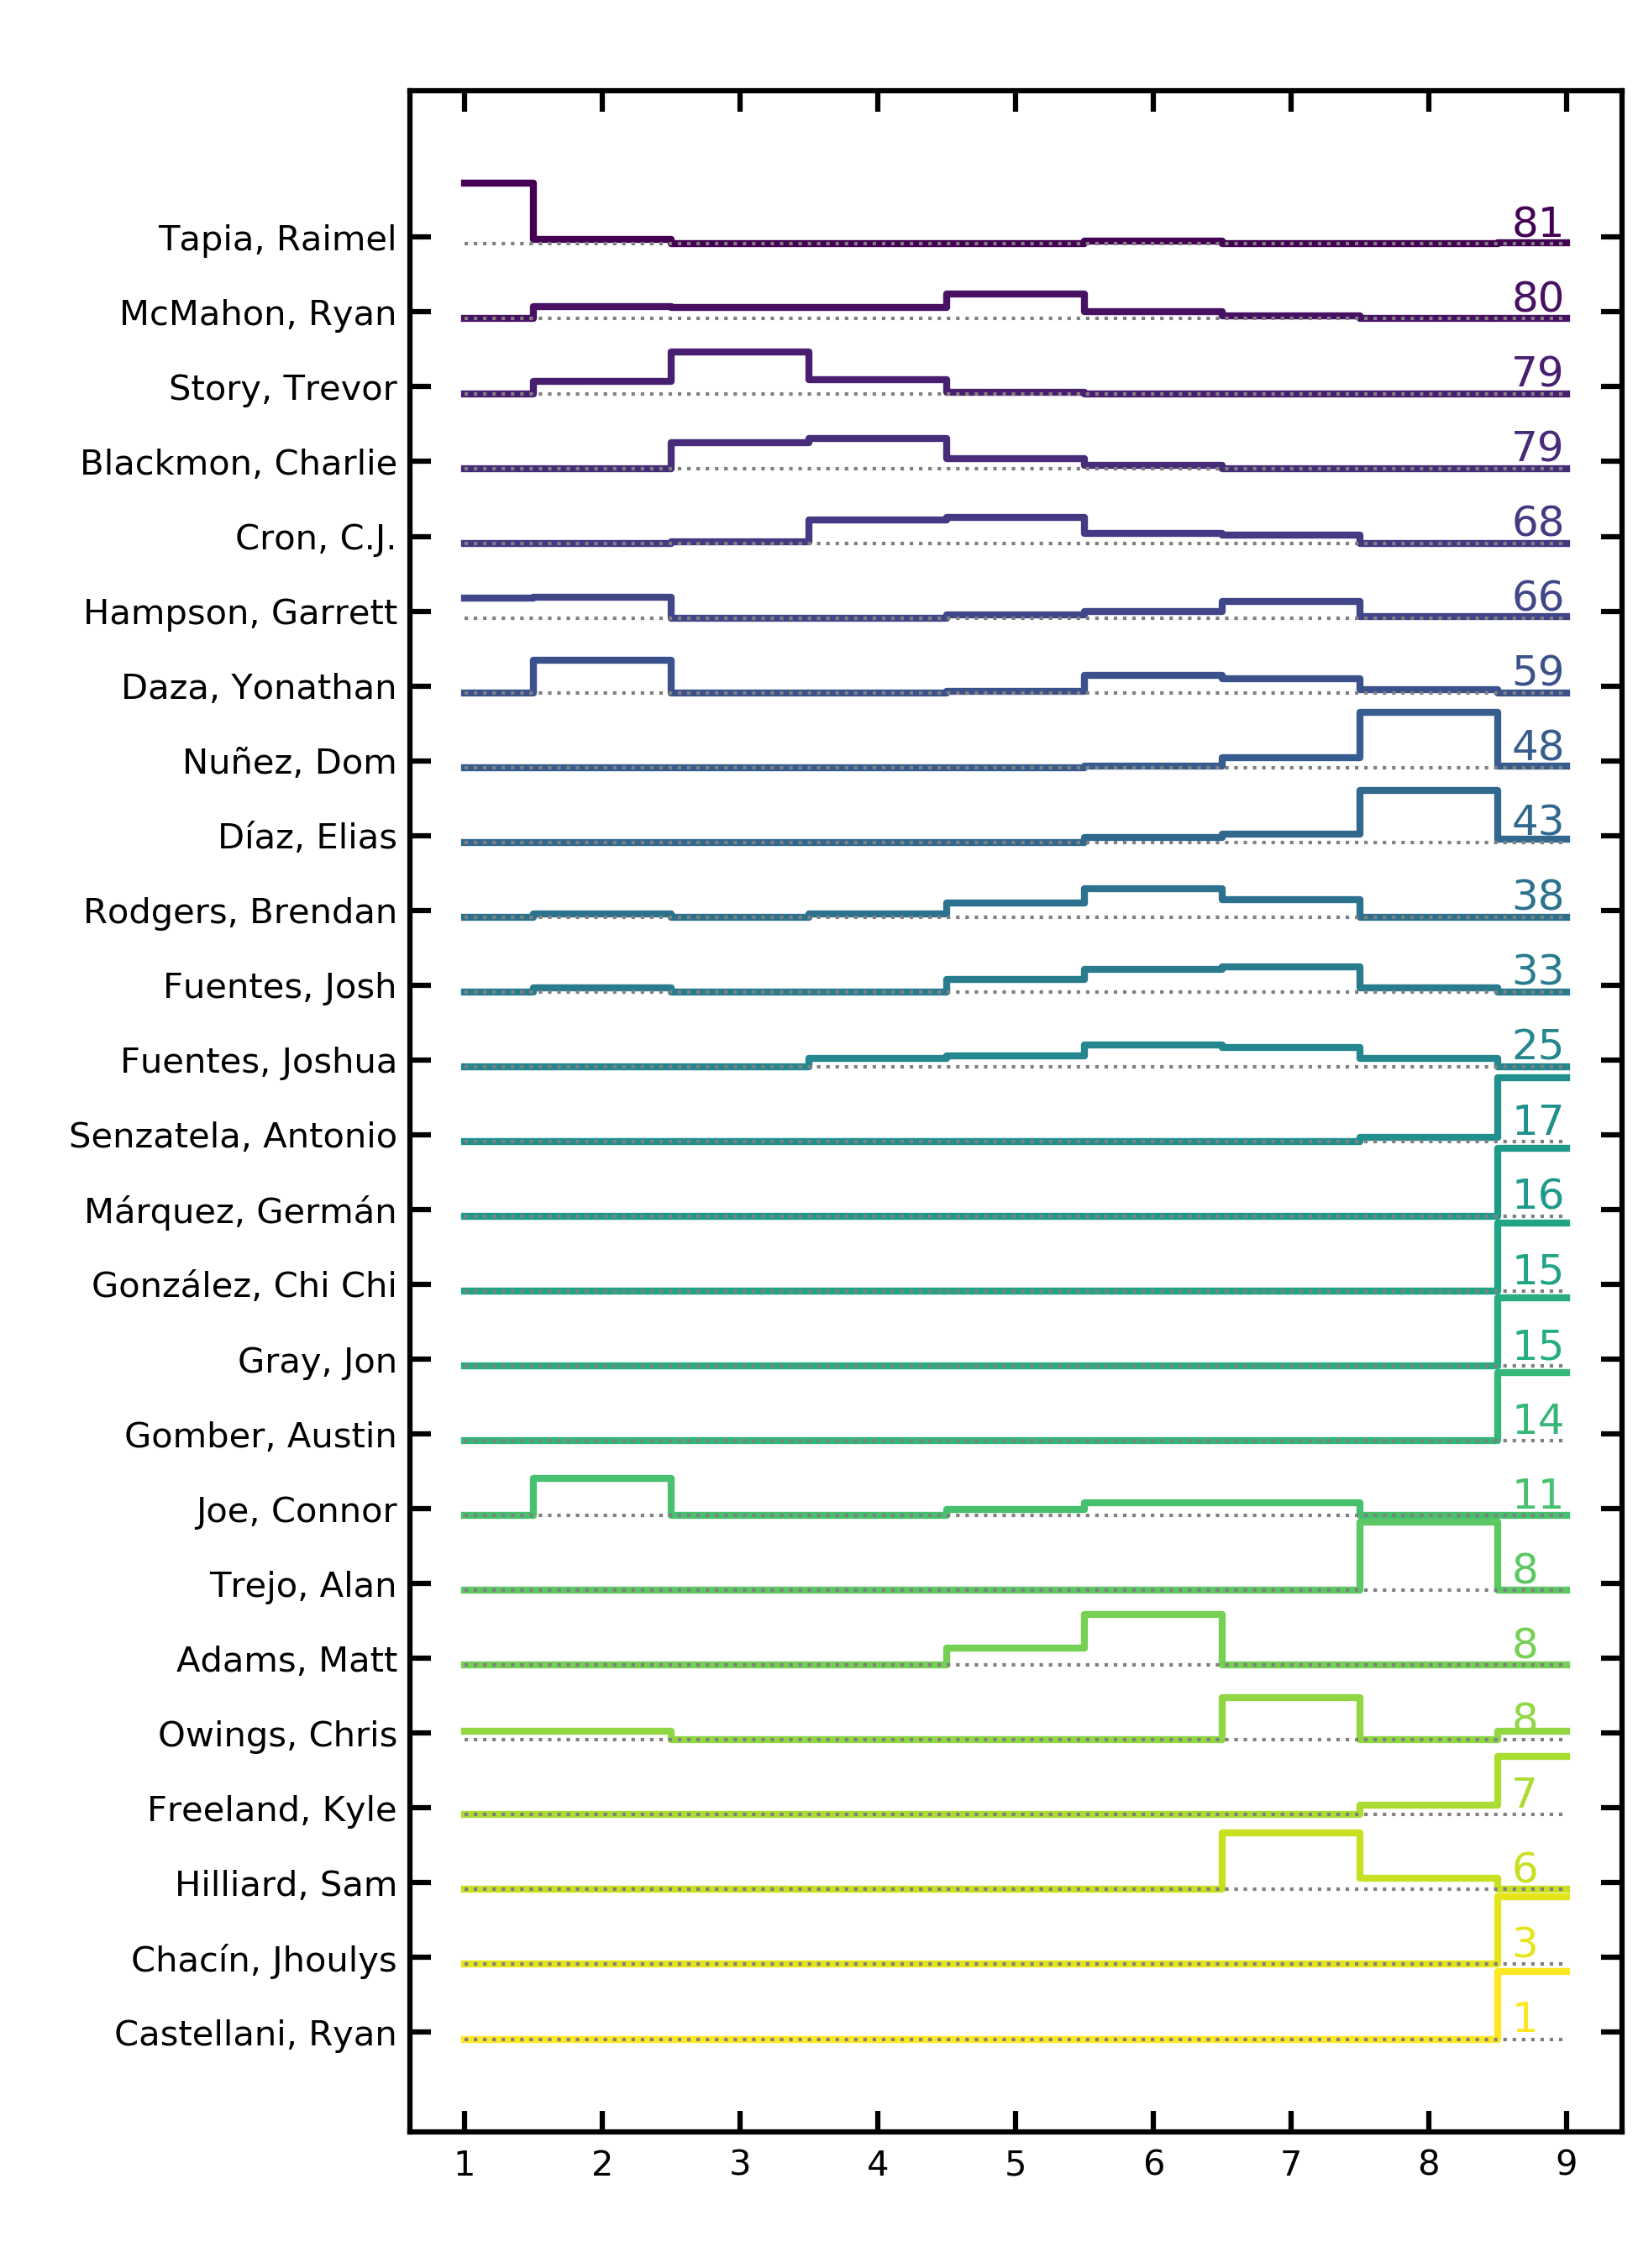 Tapia, Raimel 81
McMahon, Ryan 80
Story, Trevor 79
Blackmon, Charlie 79
Cron, C.J. 68
Hampson, Garrett 66
Daza, Yonathan 59
Nuñez, Dom 48
Díaz, Elias 43
Rodgers, Brendan 38
Fuentes, Josh 33
Fuentes, Joshua 25
Senzatela, Antonio 17
Márquez, Germán 16
González, Chi Chi 15
Gray, Jon 15
Gomber, Austin 14
Joe, Connor 11
Trejo, Alan 8
Adams, Matt 8
Owings, Chris 8
Freeland, Kyle 7
Hilliard, Sam 6
Chacín, Jhoulys 3
Castellani, Ryan 1
1 2 3 4 5 6 7 8 9